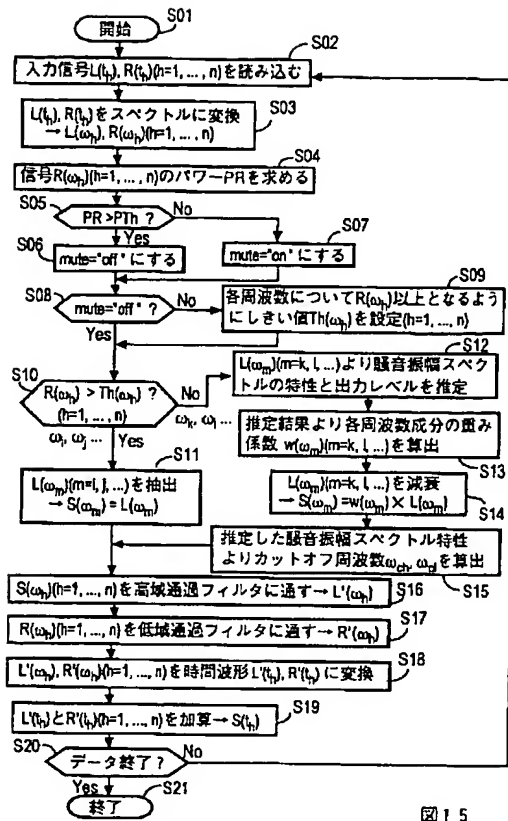 S01
開始
S02
入力信号L(th), R(th)(h=1, ..., n)を読み込む
S03
L(th), R(th)をスペクトルに変換
→ L(ωh), R(ωh)(h=1, ..., n)
S04
信号R(ωh)(h=1, ..., n)のパワーPRを求める
S05
PR >PTh ?
No
Yes
S06
mute="off" にする
S07
mute="on" にする
S08
mute="off" ?
No
Yes
S09
各周波数についてR(ωh)以上となるよう
にしきい値Th(ωh)を設定(h=1, ..., n)
S10
R(ωh) > Th(ωh) ?
(h=1, ..., n)
No
ωk, ωl ...
ωi, ωj ...
Yes
S12
L(ωm)(m=k, l, ...)より騒音振幅スペク
トルの特性と出力レベルを推定
推定結果より各周波数成分の重み
係数 w(ωm)(m=k, l, ...) を算出
S13
S11
L(ωm)(m=i, j, ...)を抽出
→ S(ωm) = L(ωm)
L(ωm)(m=k, l, ...)を減衰
→ S(ωm) =w(ωm) × L(ωm)
S14
推定した騒音振幅スペクトル特性
よりカットオフ周波数ωch, ωclを算出
S15
S(ωh)(h=1, ..., n)を高域通過フィルタに通す→ L'(ωh)
S16
R(ωh)(h=1, ..., n)を低域通過フィルタに通す→ R'(ωh)
S17
L'(ωh), R'(ωh)(h=1, ..., n)を時間波形 L'(th), R'(th) に変換
S18
L'(th)とR'(th)(h=1, ..., n)を加算→ S(th)
S19
S20
データ終了 ?
No
Yes
S21
終了
図15